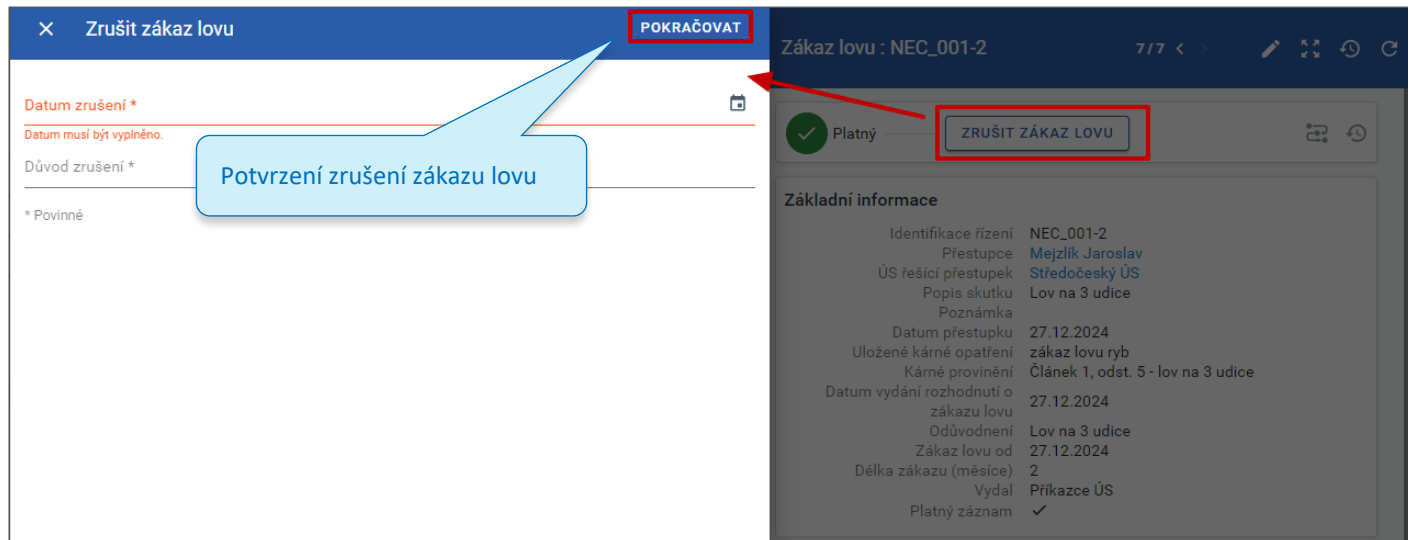 Zrušit zákaz lovu
POKRAČOVAT
Datum zrušení *
Datum musí být vyplněno.
Důvod zrušení *
* Povinné
Potvrzení zrušení zákazu lovu
Zákaz lovu : NEC_001-2
7/7
Platný
ZRUŠIT ZÁKAZ LOVU
Základní informace
Identifikace řízení NEC_001-2
Přestupce Mejzlík Jaroslav
ÚS řešící přestupek Středočeský ÚS
Popis skutku Lov na 3 udice
Poznámka
Datum přestupku 27.12.2024
Uložené kárné opatření zákaz lovu ryb
Kárné provinění Článek 1, odst. 5 - lov na 3 udice
Datum vydání rozhodnutí o
zákazu lovu 27.12.2024
Odůvodnení Lov na 3 udice
Zákaz lovu od 27.12.2024
Délka zákazu (měsíce) 2
Vydal Příkazce ÚS
Platný záznam ✓